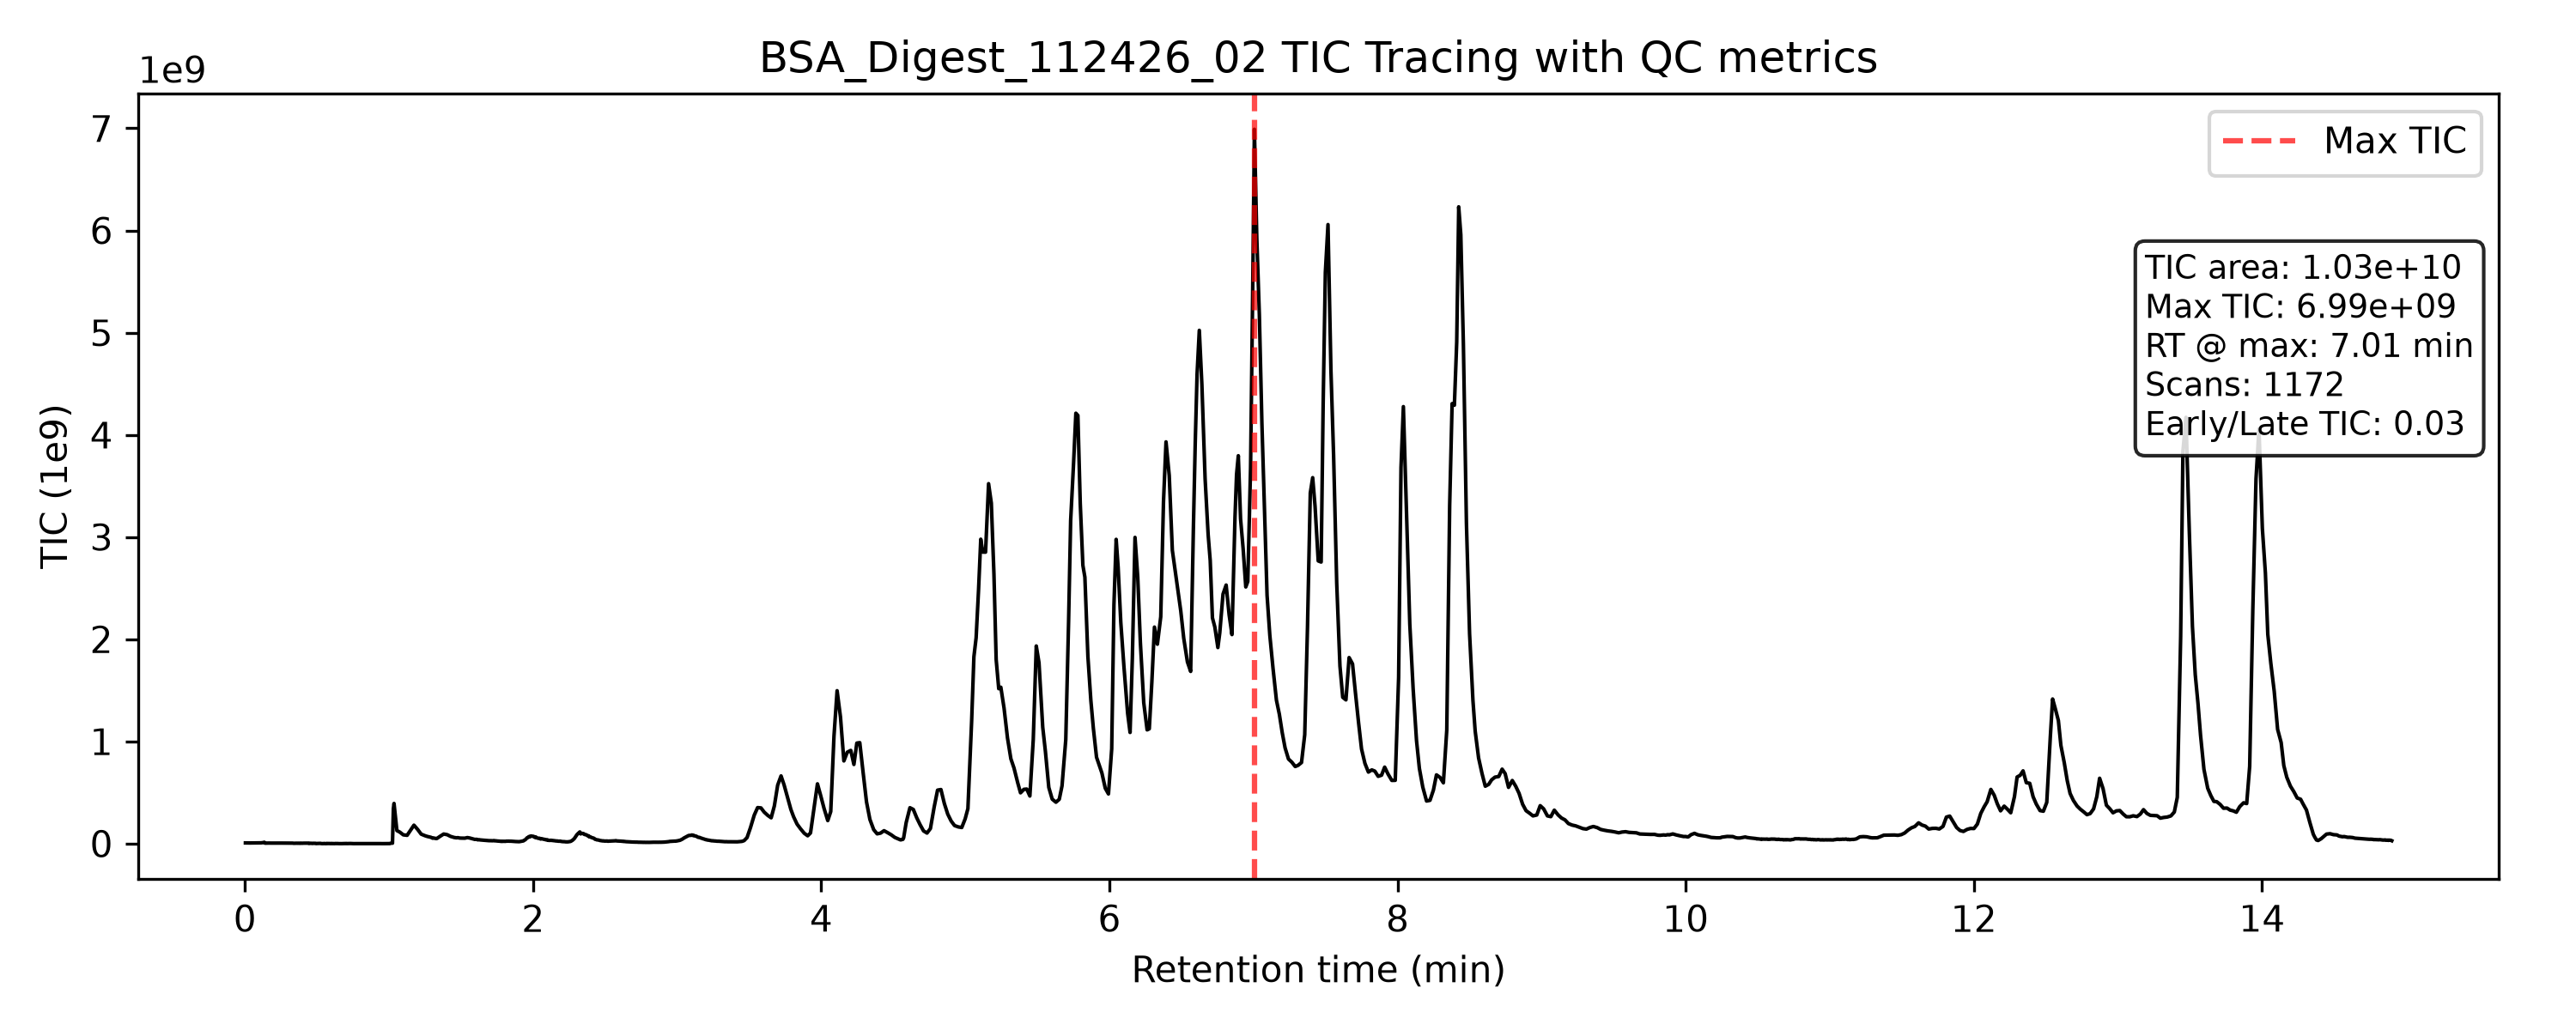 BSA_Digest_112426_02 TIC Tracing with QC metrics
1e9
Max TIC
TIC area: 1.03e+10
Max TIC: 6.99e+09
RT @ max: 7.01 min
Scans: 1172
Early/Late TIC: 0.03
TIC (1e9)
7
6
5
4
3
2
1
0
0 2 4 6 8 10 12 14
Retention time (min)